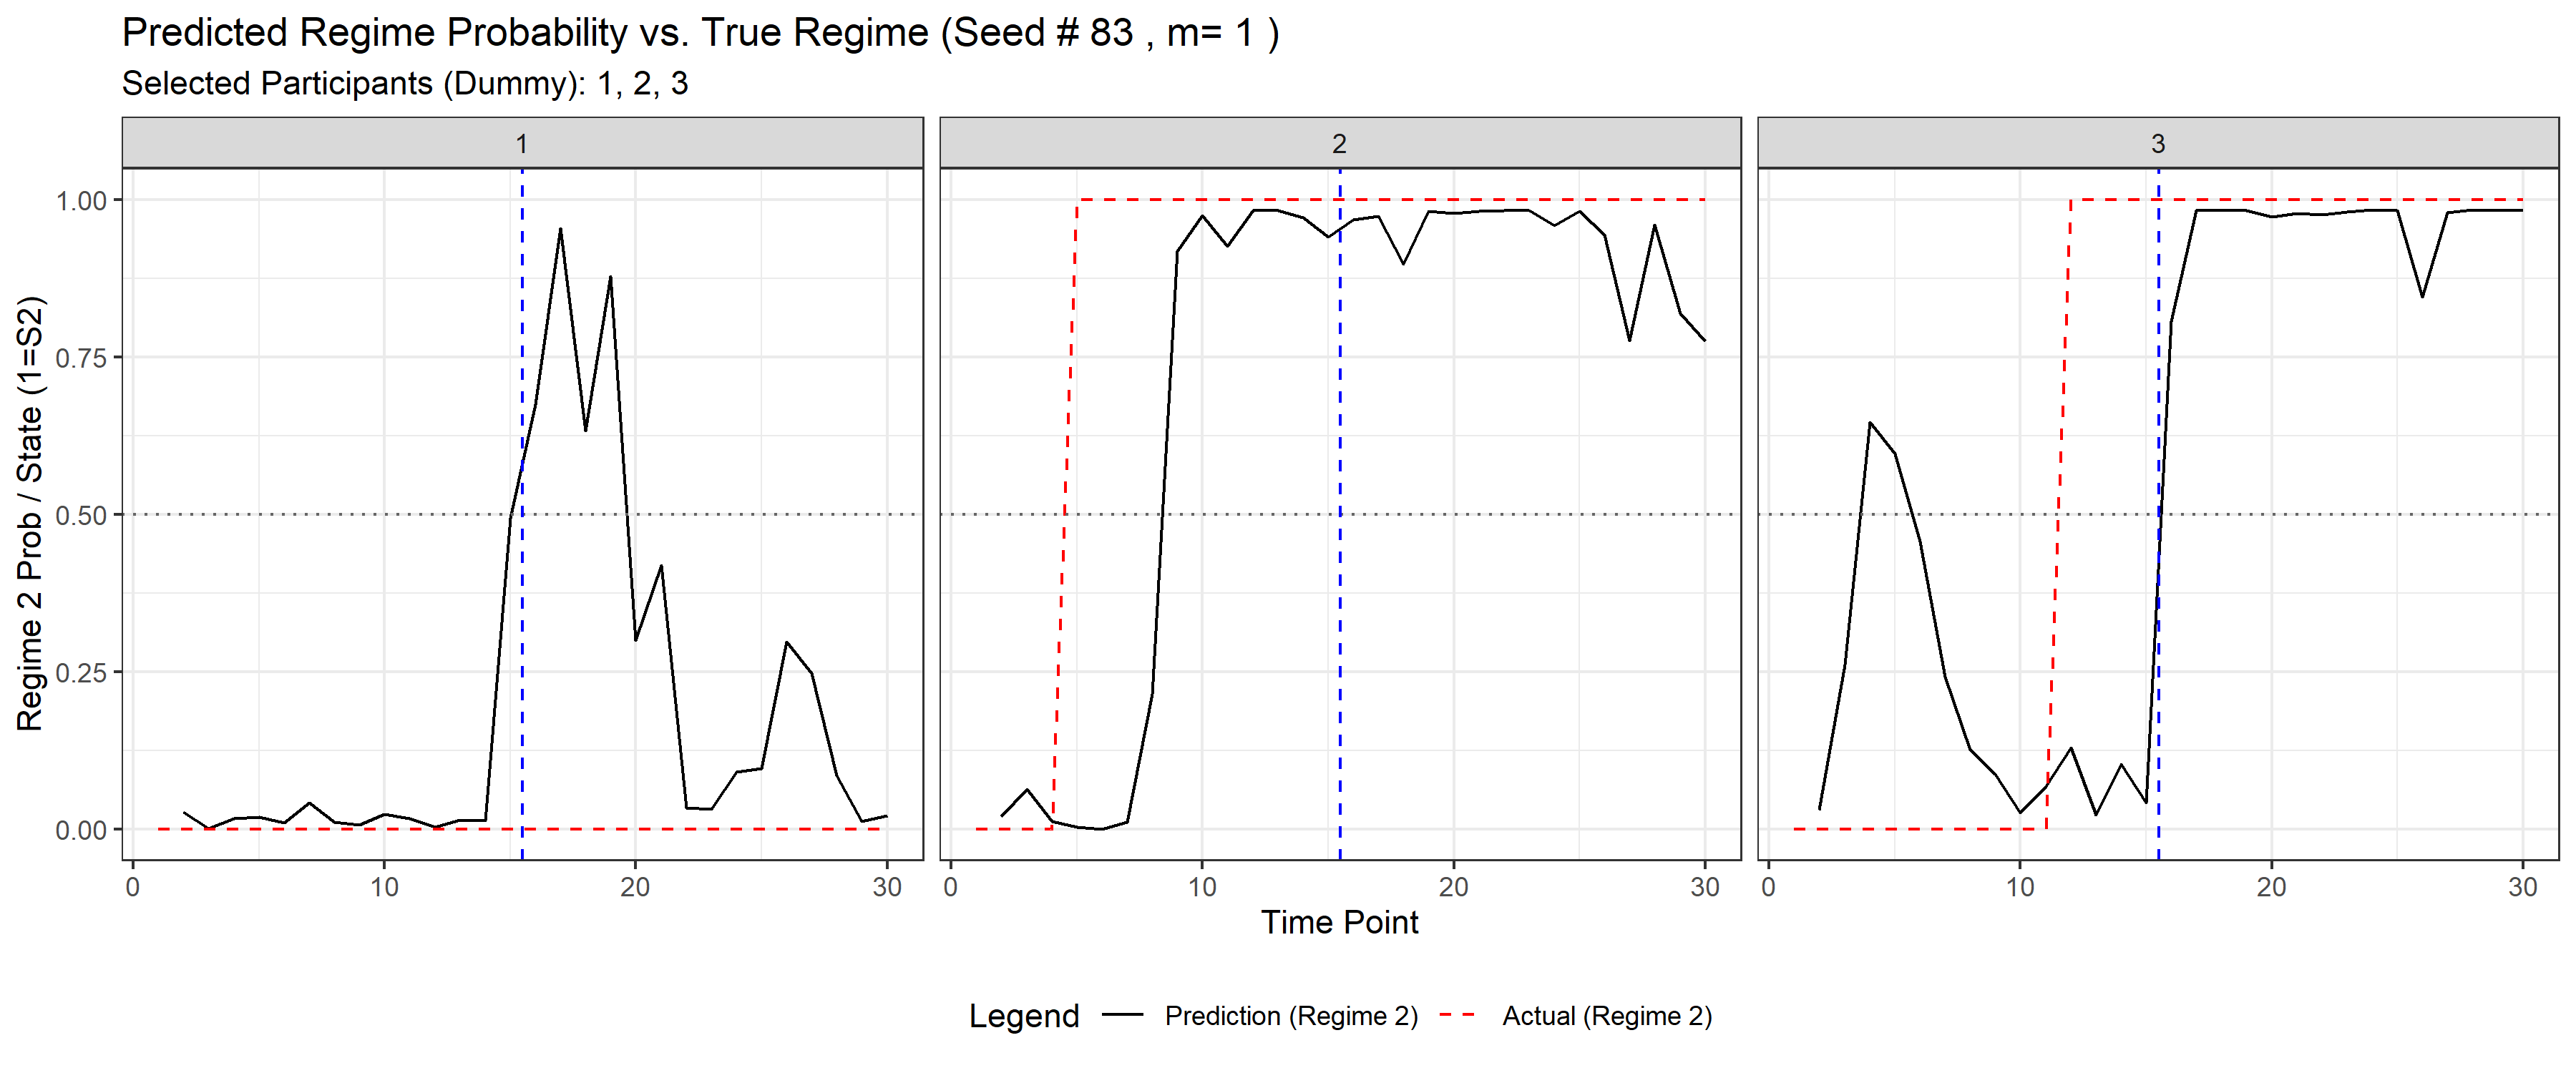 Predicted Regime Probability vs. True Regime (Seed # 83 , m= 1 )
Selected Participants (Dummy): 1, 2, 3
1 2 3
Regime 2 Prob / State (1=S2)
1.00
0.75
0.50
0.25
0.00
0 10 20 30 0 10 20 30 0 10 20 30
Time Point
Legend Prediction (Regime 2) Actual (Regime 2)